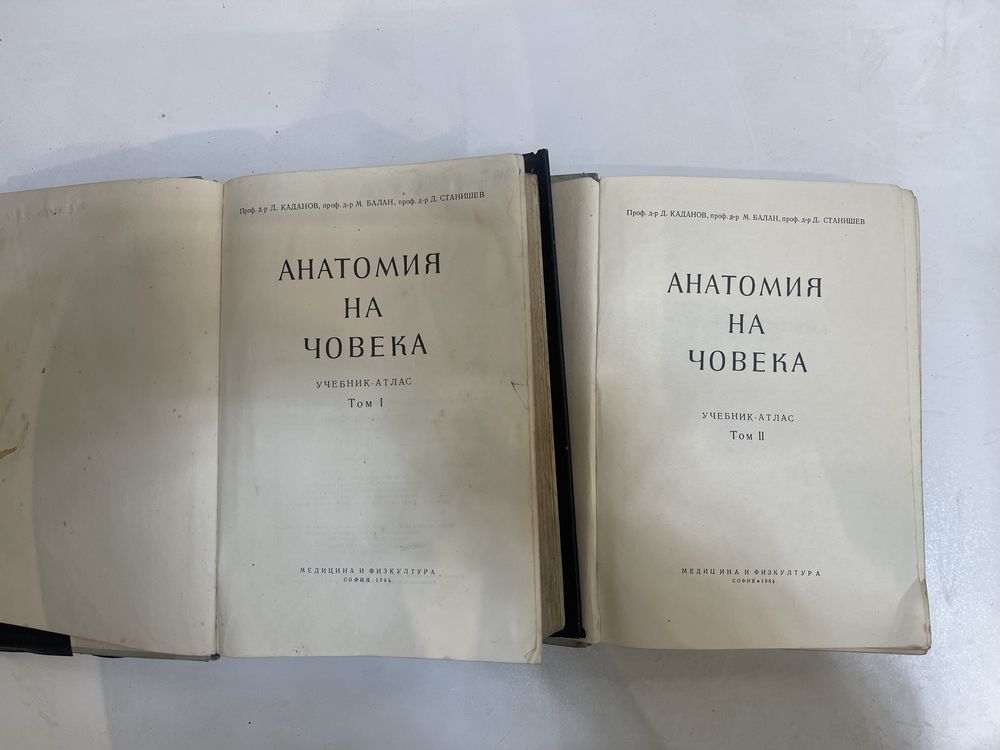 Проф. д-р Д. КАДАНОВ, проф. д-р М. БАЛАН, проф. д-р Д. СТАНИШЕВ
АНАТОМИЯ
НА
ЧОВЕКА
УЧЕБНИК-АТЛАС
Том I
МЕДИЦИНА И ФИЗКУЛТУРА
СОФИЯ 1964
Проф. д-р Д. КАДАНОВ, проф. д-р М. БАЛАН, проф. д-р Д. СТАНИШЕВ
АНАТОМИЯ
НА
ЧОВЕКА
УЧЕБНИК-АТЛАС
Том II
МЕДИЦИНА И ФИЗКУЛТУРА
СОФИЯ • 1964